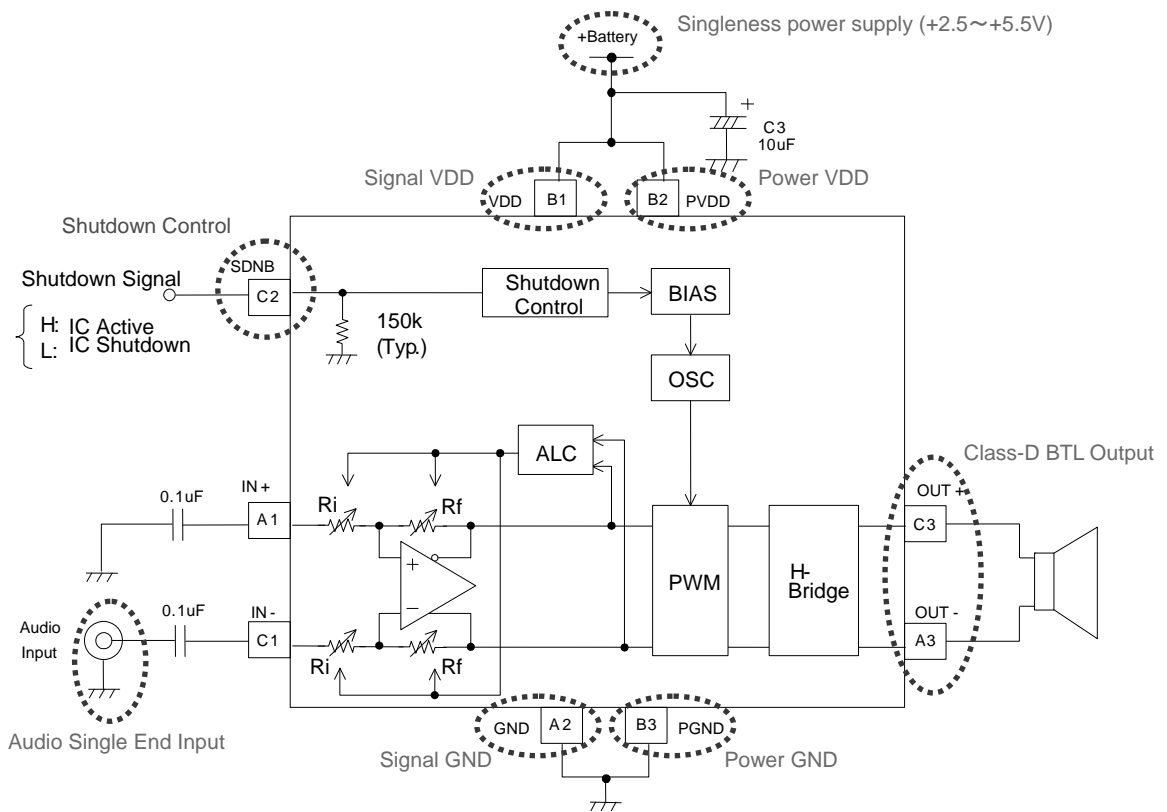 Singleness power supply (+2.5～+5.5V)
+Battery
+
C3
10uF
Signal VDD
Power VDD
VDD
B1
B2
PVDD
Shutdown Control
SDNB
Shutdown Signal
C2
H: IC Active
L: IC Shutdown
150k
(Typ.)
Shutdown
Control
BIAS
OSC
ALC
Class-D BTL Output
0.1uF
IN +
A1
Ri
Rf
OUT +
C3
+
PWM
H-
Bridge
−
Audio
Input
0.1uF
IN -
C1
Ri
Rf
OUT -
A3
Audio Single End Input
GND
A2
B3
PGND
Signal GND
Power GND